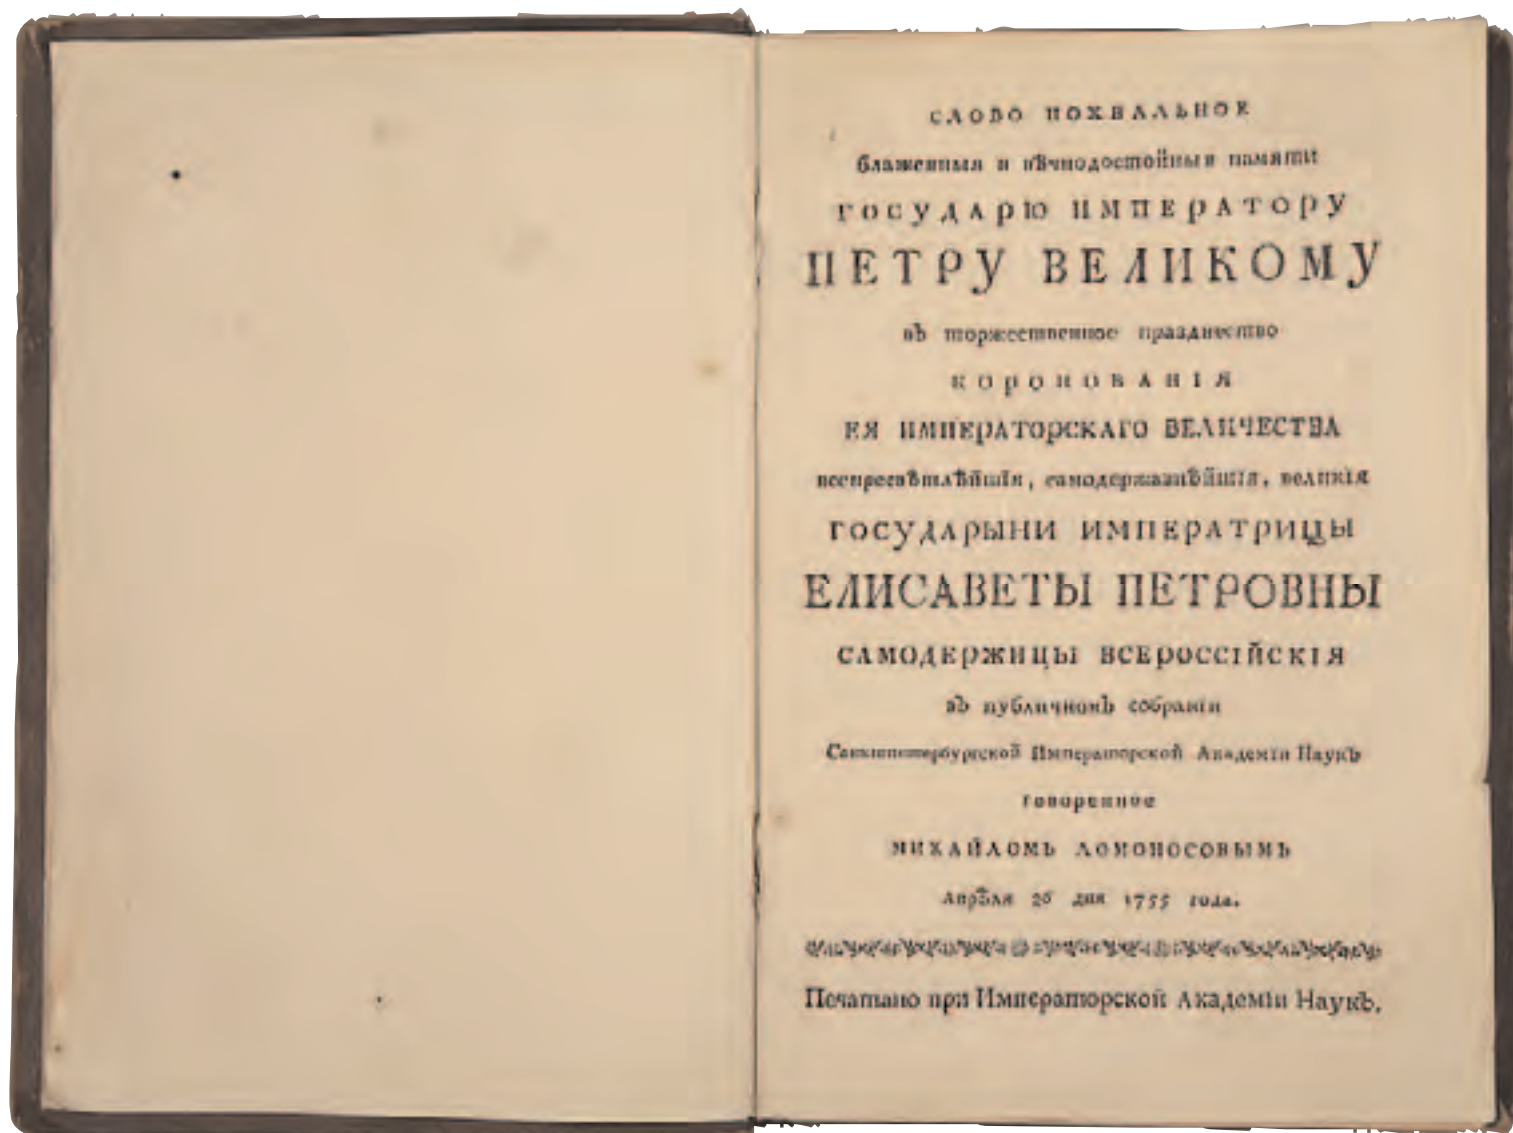 СЛОВО ПОХВАЛЬНОЕ
блаженныя и вѣчнодостойныя памяти
ГОСУДАРЮ ИМПЕРАТОРУ
ПЕТРУ ВЕЛИКОМУ
въ торжественное празднество
КОРОНОВАНІЯ
ЕЯ ИМПЕРАТОРСКАГО ВЕЛИЧЕСТВА
всепресвѣтлѣйшія, самодержавнѣйшія, великія
ГОСУДАРЫНИ ИМПЕРАТРИЦЫ
ЕЛИСАВЕТЫ ПЕТРОВНЫ
САМОДЕРЖИЦЫ ВСЕРОССІЙСКІЯ
въ публичномъ собраніи
Санктпетербургской Императорской Академіи Наукъ
говоренное
МИХАЙЛОМЪ ЛОМОНОСОВЫМЪ
Апрѣля 26 дня 1755 года.
Печатано при Императорской Академіи Наукъ.